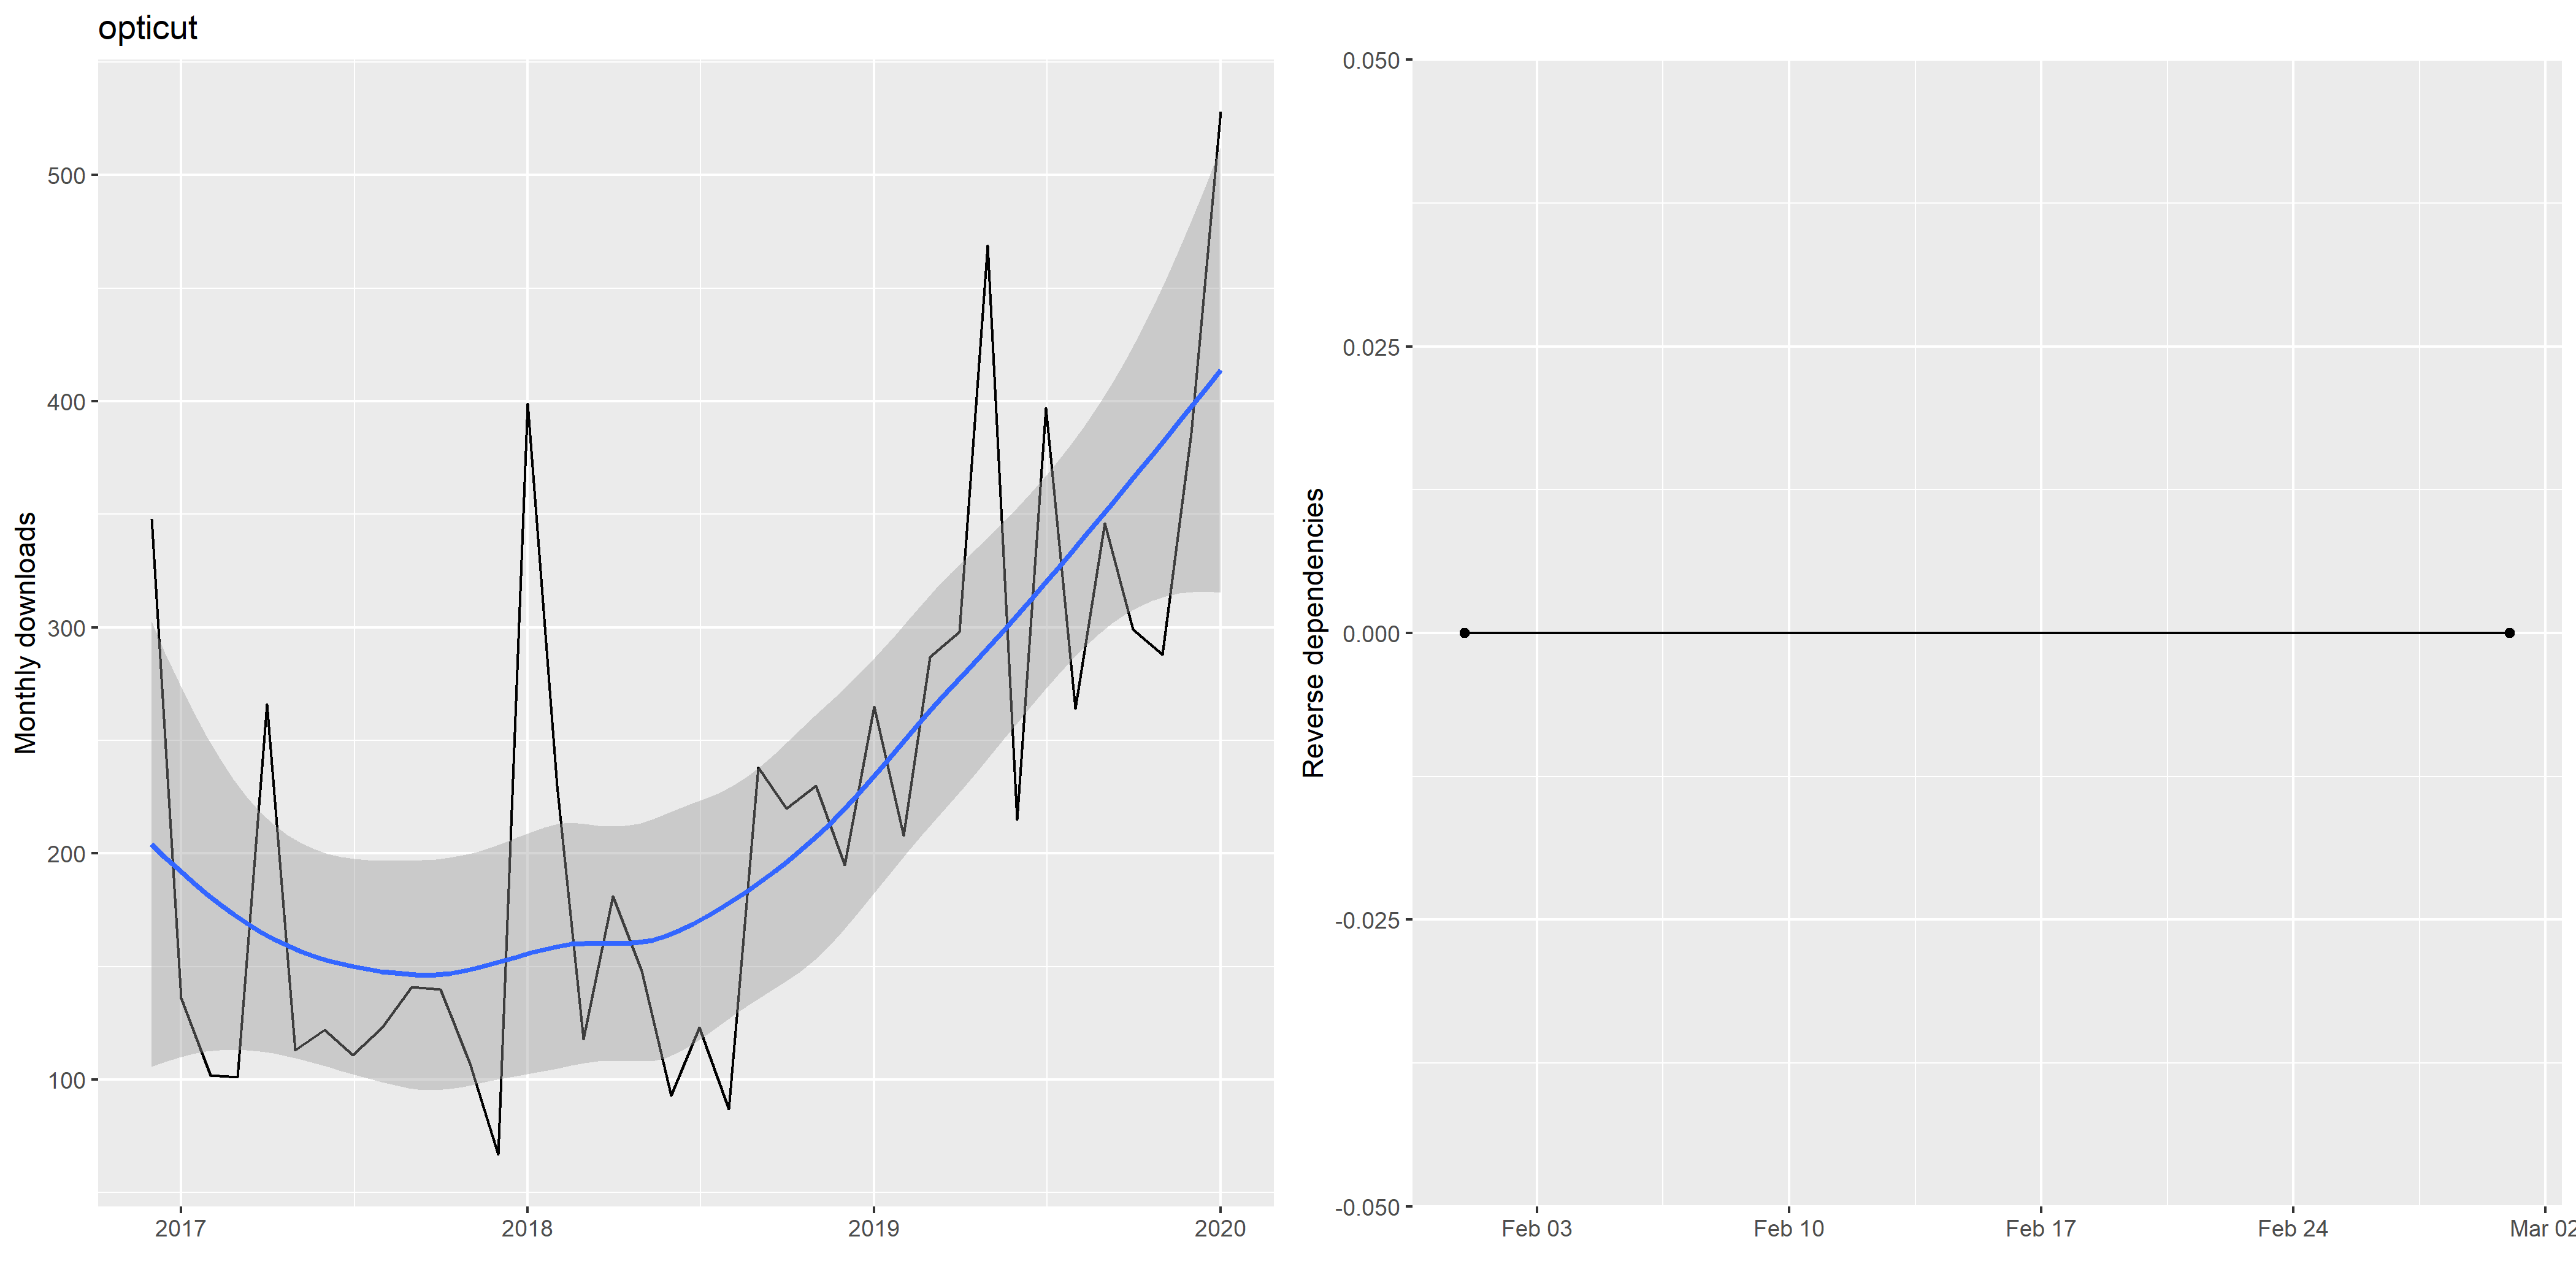 opticut
Monthly downloads
500
400
300
200
100
2017 2018 2019 2020
Reverse dependencies
0.050
0.025
0.000
-0.025
-0.050
Feb 03 Feb 10 Feb 17 Feb 24 Mar 02